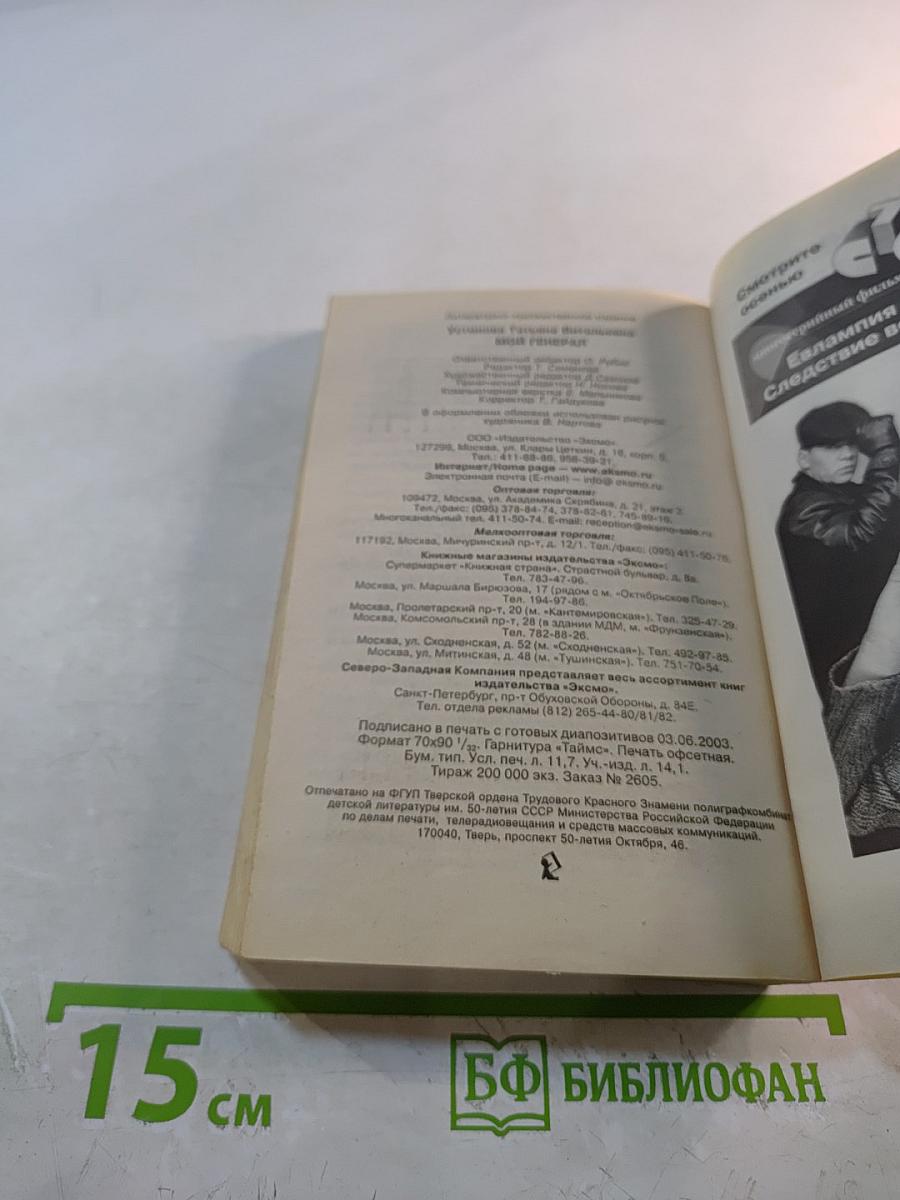 Литературно-художественное издание
Устинова Татьяна Витальевна
МОЙ ГЕНЕРАЛ
Ответственный редактор О. Рубис
Редактор Т. Семенова
Художественный редактор Д. Сазонов
Технический редактор Н. Носова
Компьютерная верстка
Корректор Г. Гайдукова
В оформлении обложки использован рисунок
художника В. Нартова
ООО «Издательство «Эксмо».
127299, Москва, ул. Клары Цеткин, д. 18, корп. 5.
Тел.: 411-68-86, 956-39-21.
Интернет/Home page — www.eksmo.ru
Электронная почта (E-mail) — info@ eksmo.ru
Оптовая торговля:
109472, Москва, ул. Академика Скрябина, д. 21, этаж 2.
Тел./факс: (095) 378-84-74, 378-82-61, 745-89-16,
Многоканальный тел. 411-50-74. E-mail: reception@eksmo-sale.ru
Мелкооптовая торговля:
117192, Москва, Мичуринский пр-т, д. 12/1. Тел./факс: (095) 411-50-76.
Книжные магазины издательства «Эксмо»:
Супермаркет «Книжная страна». Страстной бульвар, д. 8а.
Тел. 783-47-96.
Москва, ул. Маршала Бирюзова, 17 (рядом с м. «Октябрьское Поле»).
Тел. 194-97-86.
Москва, Пролетарский пр-т, 20 (м. «Кантемировская»). Тел. 325-47-29.
Москва, Комсомольский пр-т, 28 (в здании МДМ, м. «Фрунзенская»).
Тел. 782-88-26.
Москва, ул. Сходненская, д. 52 (м. «Сходненская»). Тел. 492-97-85.
Москва, ул. Митинская, д. 48 (м. «Тушинская»). Тел. 751-70-54.
Северо-Западная Компания представляет весь ассортимент книг
издательства «Эксмо».
Санкт-Петербург, пр-т Обуховской Обороны, д. 84Е.
Тел. отдела рекламы (812) 265-44-80/81/82.
Подписано в печать с готовых диапозитивов 03.06.2003.
Формат 70х90 1/32. Гарнитура «Таймс». Печать офсетная.
Бум. тип. Усл. печ. л. 11,7. Уч.-изд. л. 14,1.
Тираж 200 000 экз. Заказ № 2605.
Отпечатано на ФГУП Тверской ордена Трудового Красного Знамени полиграфкомбинат
детской литературы им. 50-летия СССР Министерства Российской Федерации
по делам печати, телерадиовещания и средств массовых коммуникаций.
170040, Тверь, проспект 50-летия Октября, 46.
Смотрите
осенью
СТ
фильм
Евлампия
Следствие
15 см
БФ БИБЛИОФАН